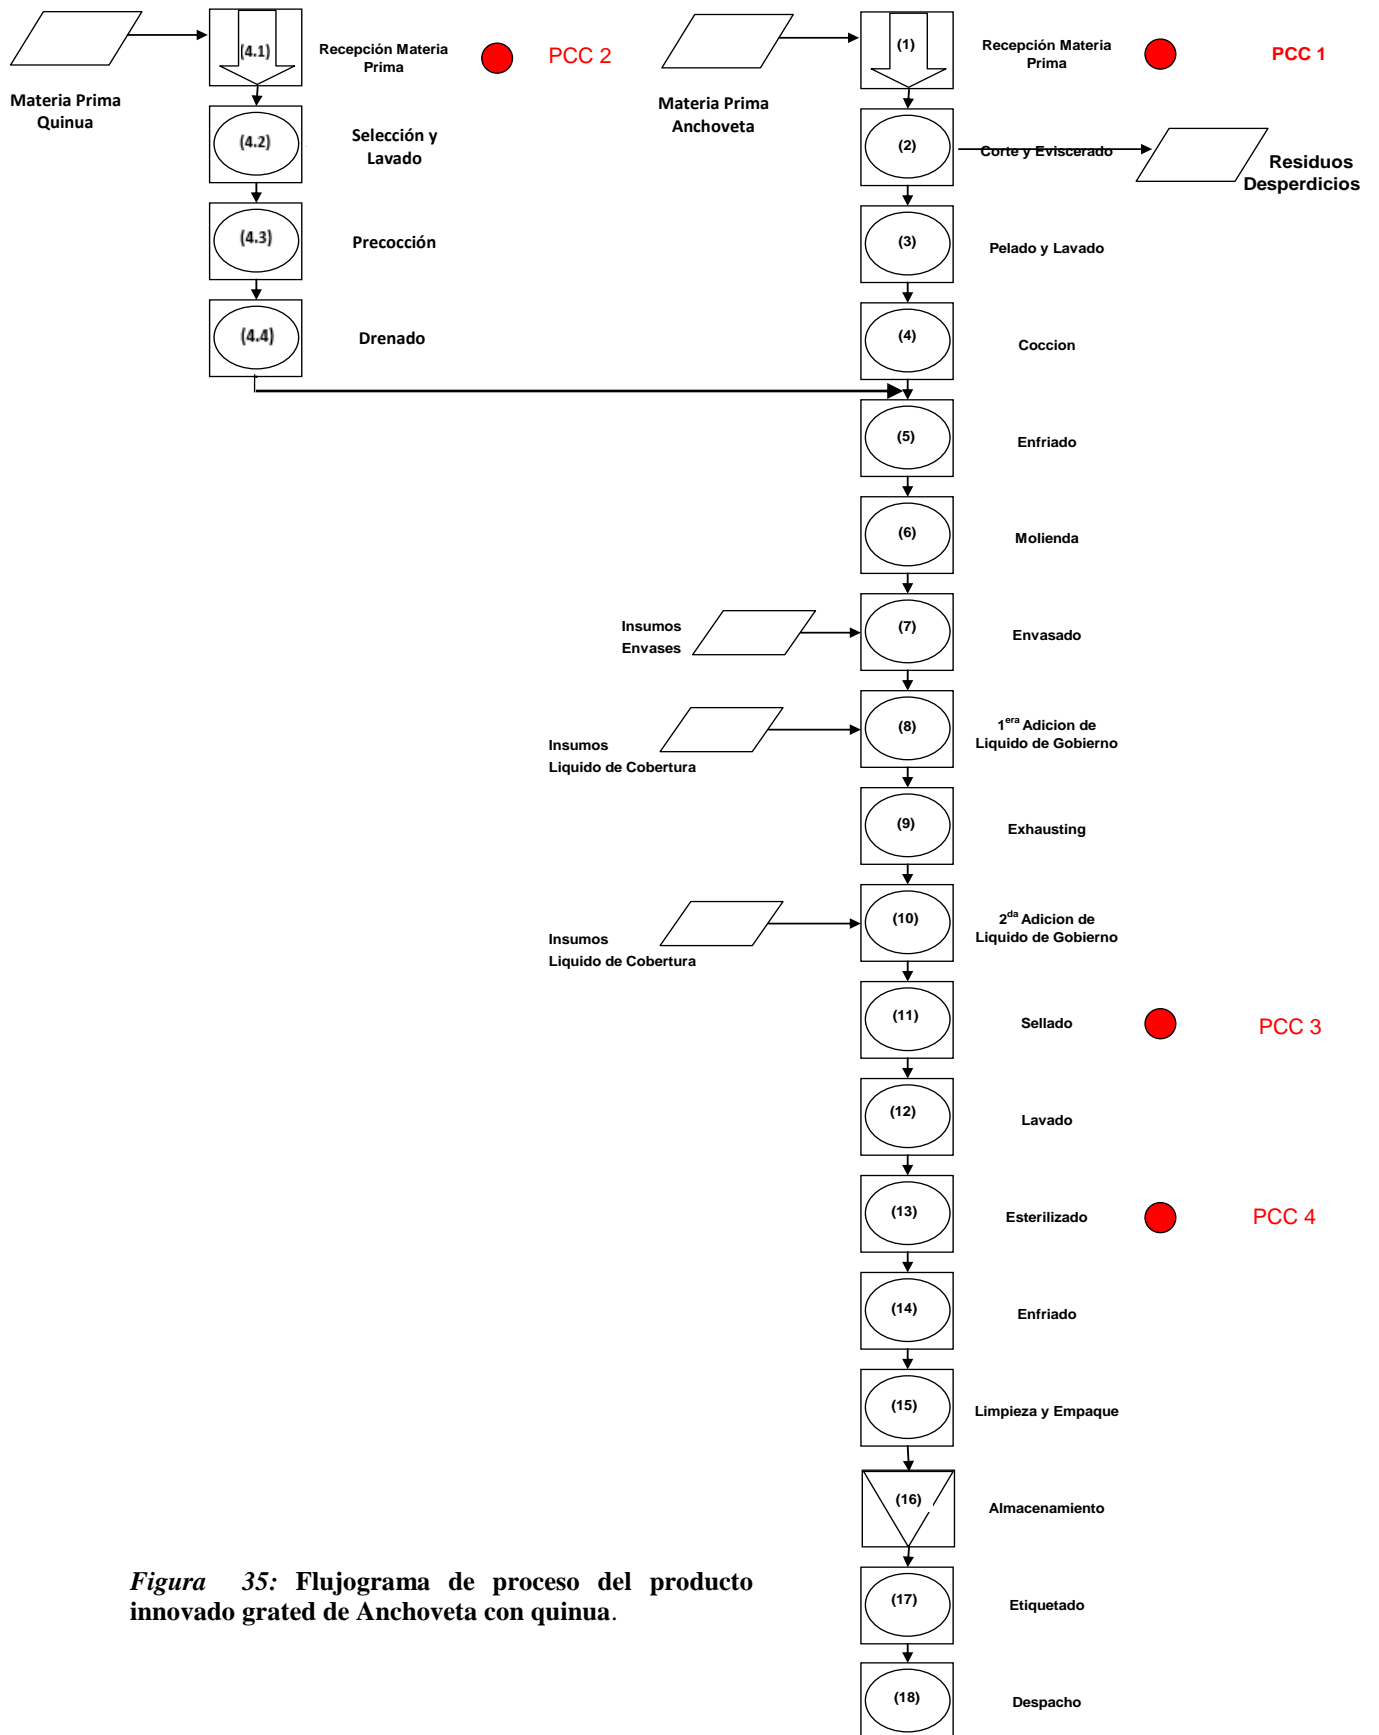 (4.1)
Recepción Materia
Prima
PCC 2
Materia Prima
Quinua
(4.2)
Selección y
Lavado
(4.3)
Precocción
(4.4)
Drenado
(1)
Recepción Materia
Prima
PCC 1
Materia Prima
Anchoveta
(2)
Corte y Eviscerado
Residuos
Desperdicios
(3)
Pelado y Lavado
(4)
Coccion
(5)
Enfriado
(6)
Molienda
Insumos
Envases
(7)
Envasado
Insumos
Liquido de Cobertura
(8)
1era Adicion de
Liquido de Gobierno
(9)
Exhausting
Insumos
Liquido de Cobertura
(10)
2da Adicion de
Liquido de Gobierno
(11)
Sellado
PCC 3
(12)
Lavado
(13)
Esterilizado
PCC 4
(14)
Enfriado
(15)
Limpieza y Empaque
(16)
Almacenamiento
(17)
Etiquetado
(18)
Despacho
Figura 35: Flujograma de proceso del producto
innovado grated de Anchoveta con quinua.